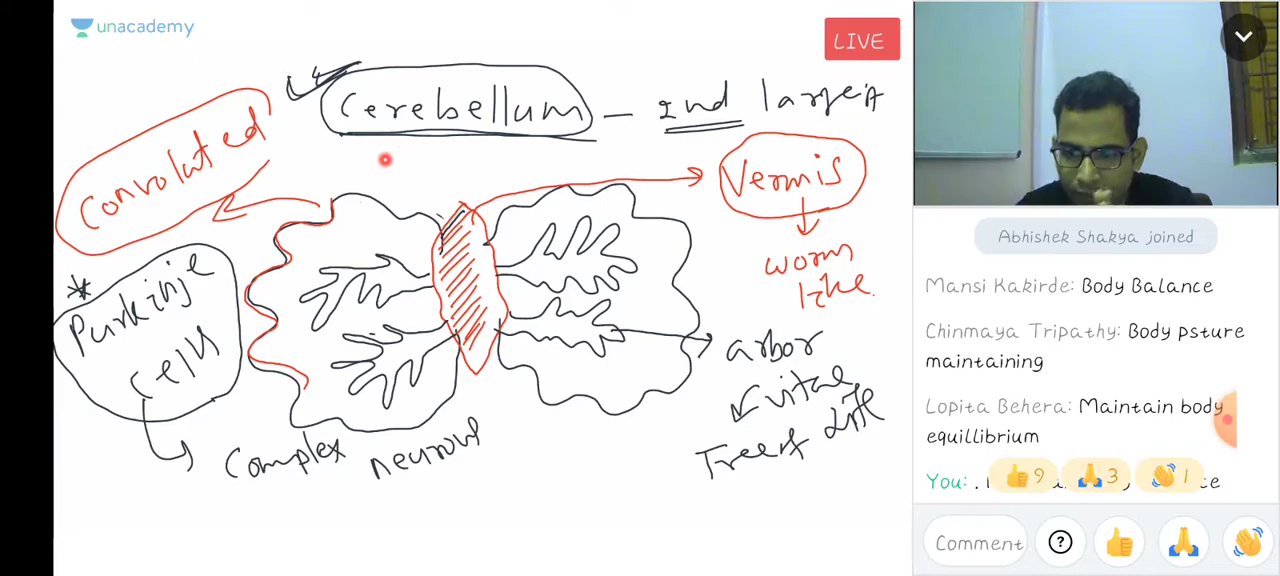 unacademy
LIVE
Cerebellum - 2nd largest
Convoluted
Vermis
worm
like.
Purkinje
cells
Complex neurons
arbor
vitae
Tree of life
Abhishek Shakya joined
Mansi Kakirde: Body Balance
Chinmaya Tripathy: Body psture
maintaining
Lopita Behera: Maintain body
equillibrium
You:
9
3
1
Comment
?